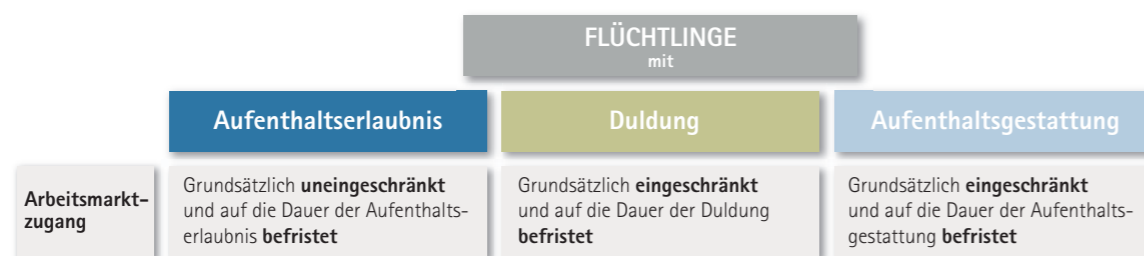 FLÜCHTLINGE
mit
Aufenthaltserlaubnis
Duldung
Aufenthaltsgestattung
Arbeitsmarkt-
zugang
Grundsätzlich uneingeschränkt
und auf die Dauer der Aufenthalts-
erlaubnis befristet
Grundsätzlich eingeschränkt
und auf die Dauer der Duldung
befristet
Grundsätzlich eingeschränkt
und auf die Dauer der Aufenthalts-
gestattung befristet